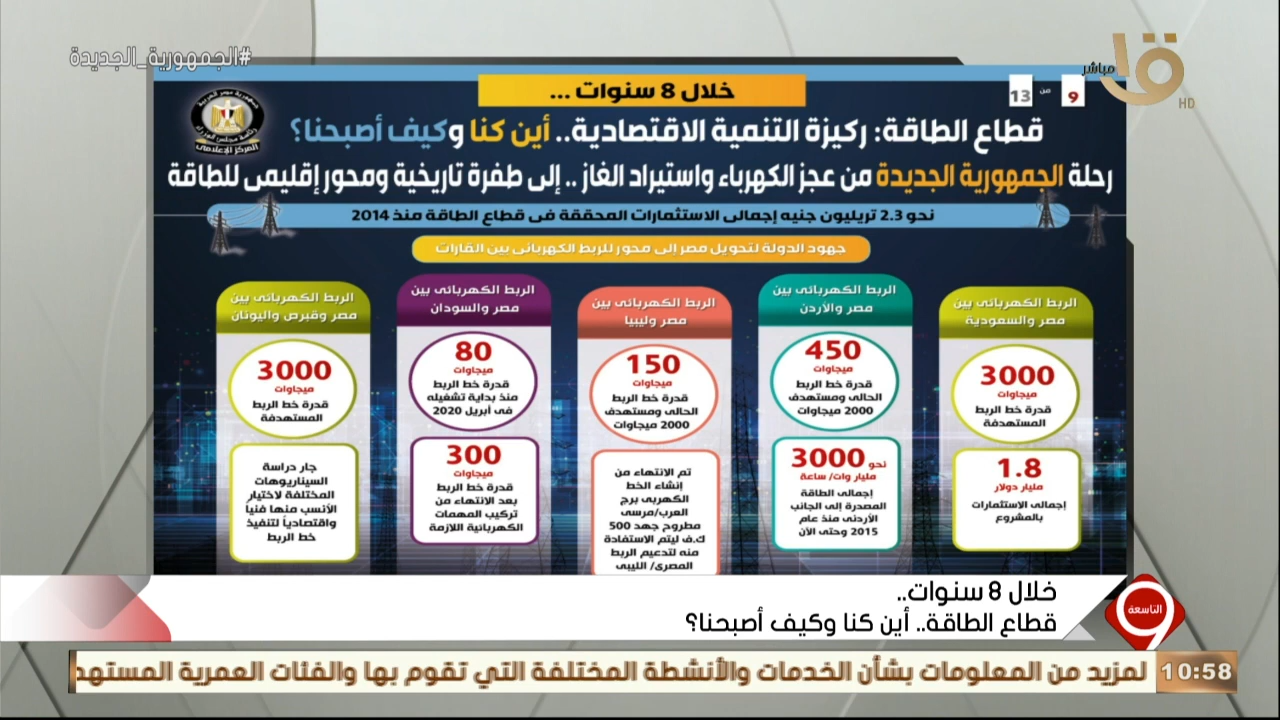 #الجمهورية_الجديدة
مباشر
HD
9 من 13
خلال 8 سنوات ...
قطاع الطاقة: ركيزة التنمية الاقتصادية.. أين كنا وكيف أصبحنا؟
رحلة الجمهورية الجديدة من عجز الكهرباء واستيراد الغاز .. إلى طفرة تاريخية ومحور إقليمى للطاقة
نحو 2.3 تريليون جنيه إجمالى الاستثمارات المحققة فى قطاع الطاقة منذ 2014
جهود الدولة لتحويل مصر إلى محور للربط الكهربائى بين القارات
الربط الكهربائى بين
مصر والسعودية
3000
ميجاوات
قدرة خط الربط
المستهدفة
1.8
مليار دولار
إجمالى الاستثمارات
بالمشروع
الربط الكهربائى بين
مصر والأردن
450
ميجاوات
قدرة خط الربط
الحالى ومستهدف
2000 ميجاوات
نحو 3000
مليار وات/ ساعة
إجمالى الطاقة
المصدرة إلى الجانب
الأردنى منذ عام
2015 وحتى الآن
الربط الكهربائى بين
مصر وليبيا
150
ميجاوات
قدرة خط الربط
الحالى ومستهدف
2000 ميجاوات
تم الانتهاء من
إنشاء الخط
الكهربى برج
العرب/مرسى
مطروح جهد 500
ك.ف ليتم الاستفادة
منه لتدعيم الربط
المصرى/ الليبى
الربط الكهربائى بين
مصر والسودان
80
ميجاوات
قدرة خط الربط
منذ بداية تشغيله
فى أبريل 2020
300
ميجاوات
قدرة خط الربط
بعد الانتهاء من
تركيب المهمات
الكهربائية اللازمة
الربط الكهربائى بين
مصر وقبرص واليونان
3000
ميجاوات
قدرة خط الربط
المستهدفة
جار دراسة
السيناريوهات
المختلفة لاختيار
الأنسب منها فنياً
واقتصادياً لتنفيذ
خط الربط
التاسعة
خلال 8 سنوات..
قطاع الطاقة.. أين كنا وكيف أصبحنا؟
10:58
لمزيد من المعلومات بشأن الخدمات والأنشطة المختلفة التي تقوم بها والفئات العمرية المستهد